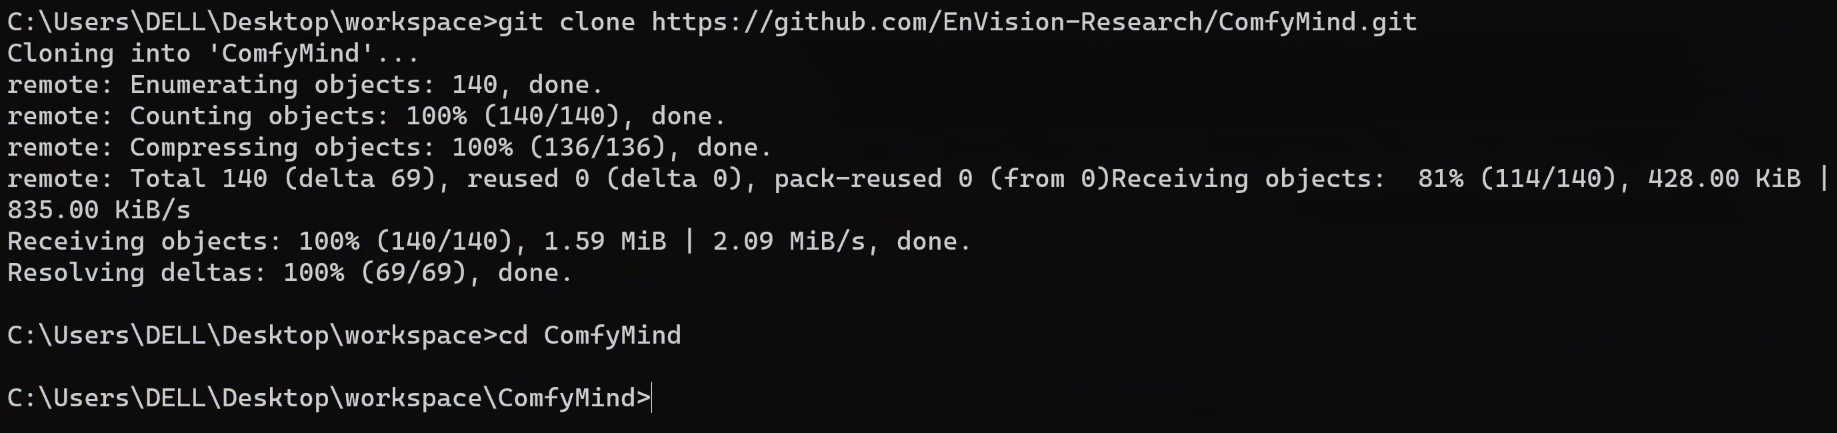 C:\Users\DELL\Desktop\workspace>git clone https://github.com/EnVision-Research/ComfyMind.git
Cloning into 'ComfyMind'...
remote: Enumerating objects: 140, done.
remote: Counting objects: 100% (140/140), done.
remote: Compressing objects: 100% (136/136), done.
remote: Total 140 (delta 69), reused 0 (delta 0), pack-reused 0 (from 0)Receiving objects:  81% (114/140), 428.00 KiB |
835.00 KiB/s
Receiving objects: 100% (140/140), 1.59 MiB | 2.09 MiB/s, done.
Resolving deltas: 100% (69/69), done.
C:\Users\DELL\Desktop\workspace>cd ComfyMind
C:\Users\DELL\Desktop\workspace\ComfyMind>